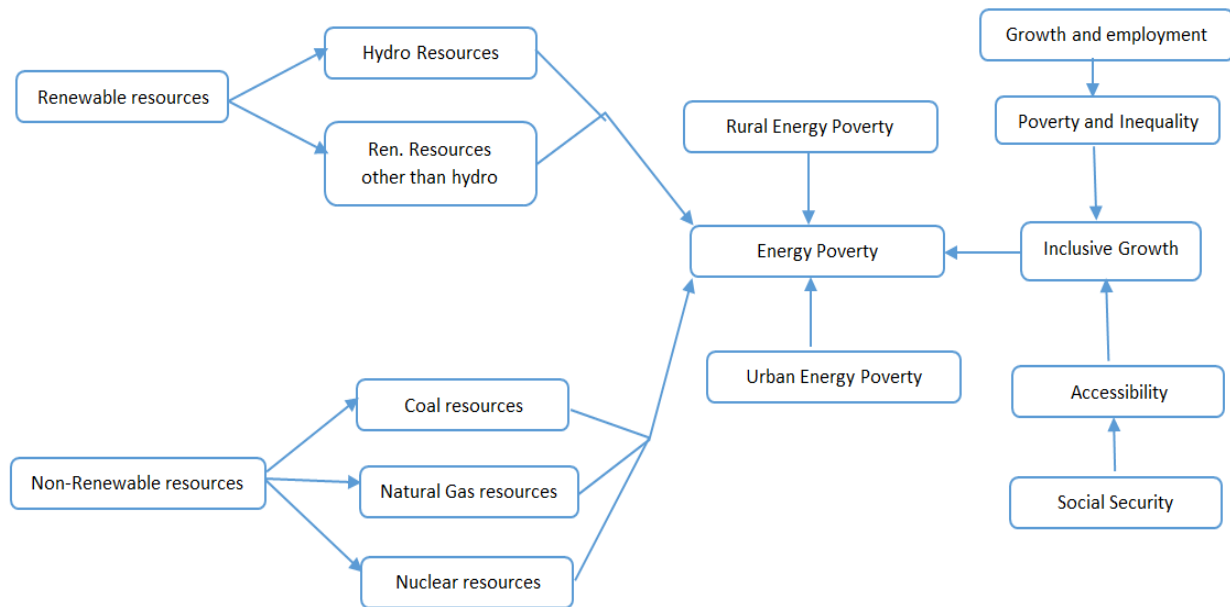 Growth and employment
Hydro Resources
Renewable resources
Poverty and Inequality
Rural Energy Poverty
Ren. Resources
other than hydro
Energy Poverty
Inclusive Growth
Urban Energy Poverty
Accessibility
Coal resources
Non-Renewable resources
Natural Gas resources
Social Security
Nuclear resources